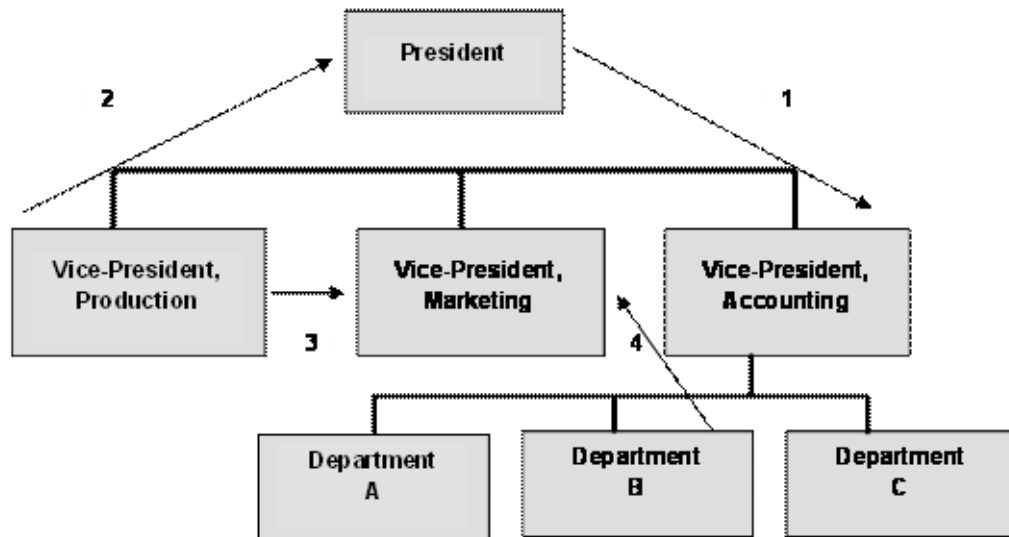 President
2
1
Vice-President,
Production
Vice-President,
Marketing
Vice-President,
Accounting
3
4
Department
A
Department
B
Department
C